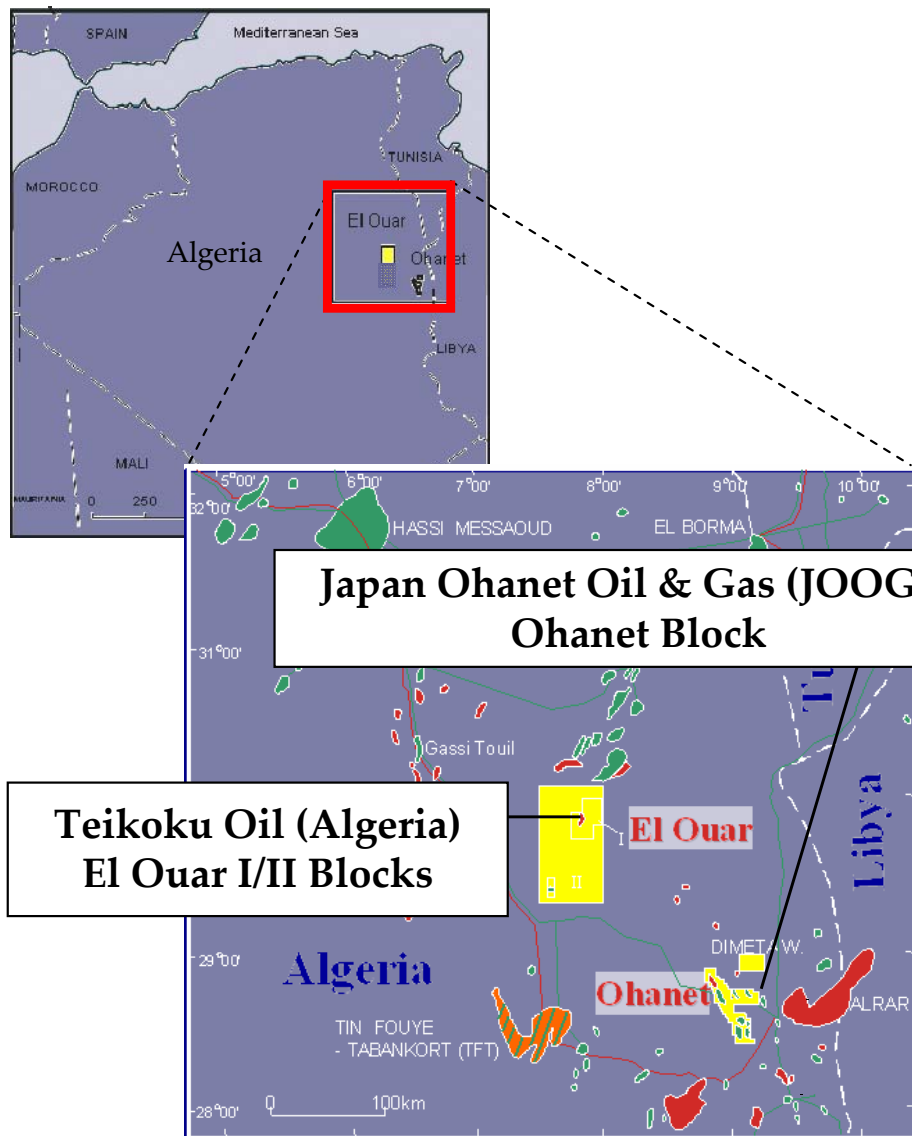 SPAIN
Mediterranean Sea
TUNISIA
MOROCCO
El Ouar
Algeria
Ohanet
LIBYA
MALI
MAURITANIA
0 250
5°00' 6°00' 7°00' 8°00' 9°00' 10°00'
32°00'
HASSI MESSAOUD
EL BORMA
Japan Ohanet Oil & Gas (JOOG
Ohanet Block
31°00'
Tu
Gassi Touil
Teikoku Oil (Algeria)
El Ouar I/II Blocks
I
El Ouar
II
Libya
DIMETA W.
29°00'
Algeria
Ohanet
ALRAR
TIN FOUYE
- TABANKORT (TFT)
0 100km
28°00'